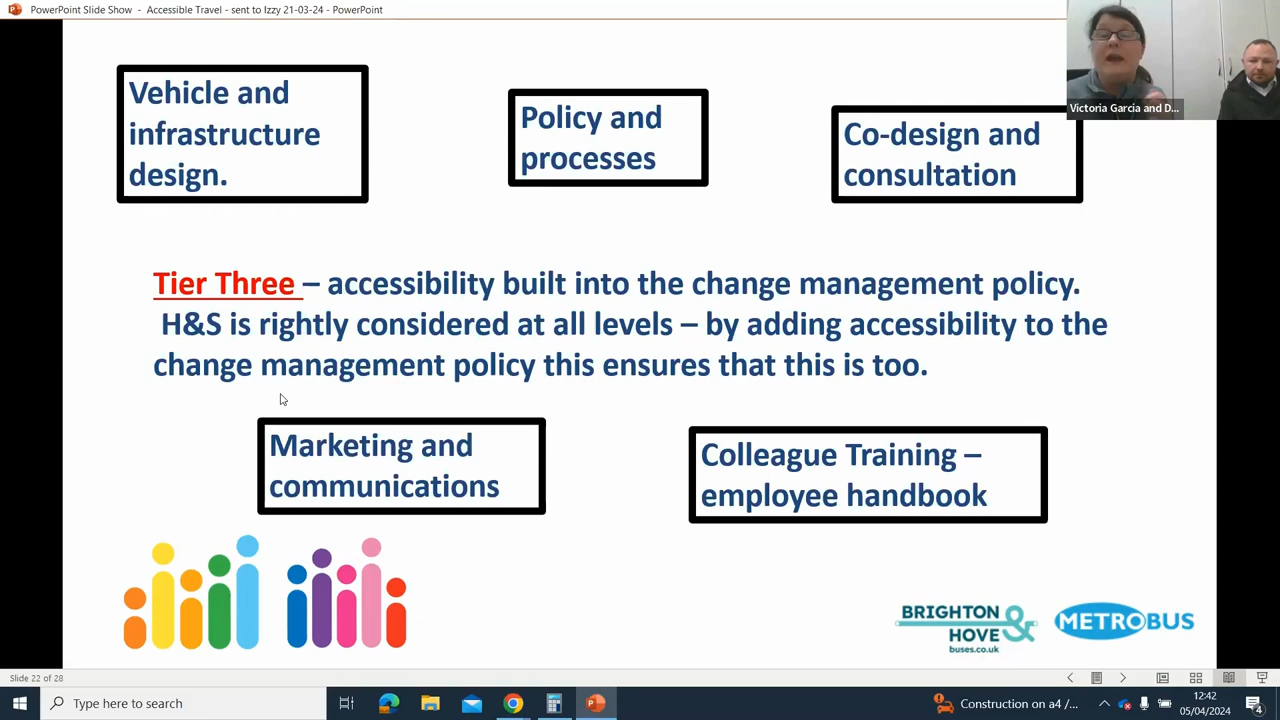 PowerPoint Slide Show - Accessible Travel - sent to Izzy 21-03-24 - PowerPoint
Victoria Garcia and D...
Vehicle and
infrastructure
design.
Policy and
processes
Co-design and
consultation
Tier Three – accessibility built into the change management policy.
H&S is rightly considered at all levels – by adding accessibility to the
change management policy this ensures that this is too.
Marketing and
communications
Colleague Training –
employee handbook
BRIGHTON
& HOVE
buses.co.uk
METROBUS
Slide 22 of 28
Type here to search
Construction on a4 /...
12:42
05/04/2024
4